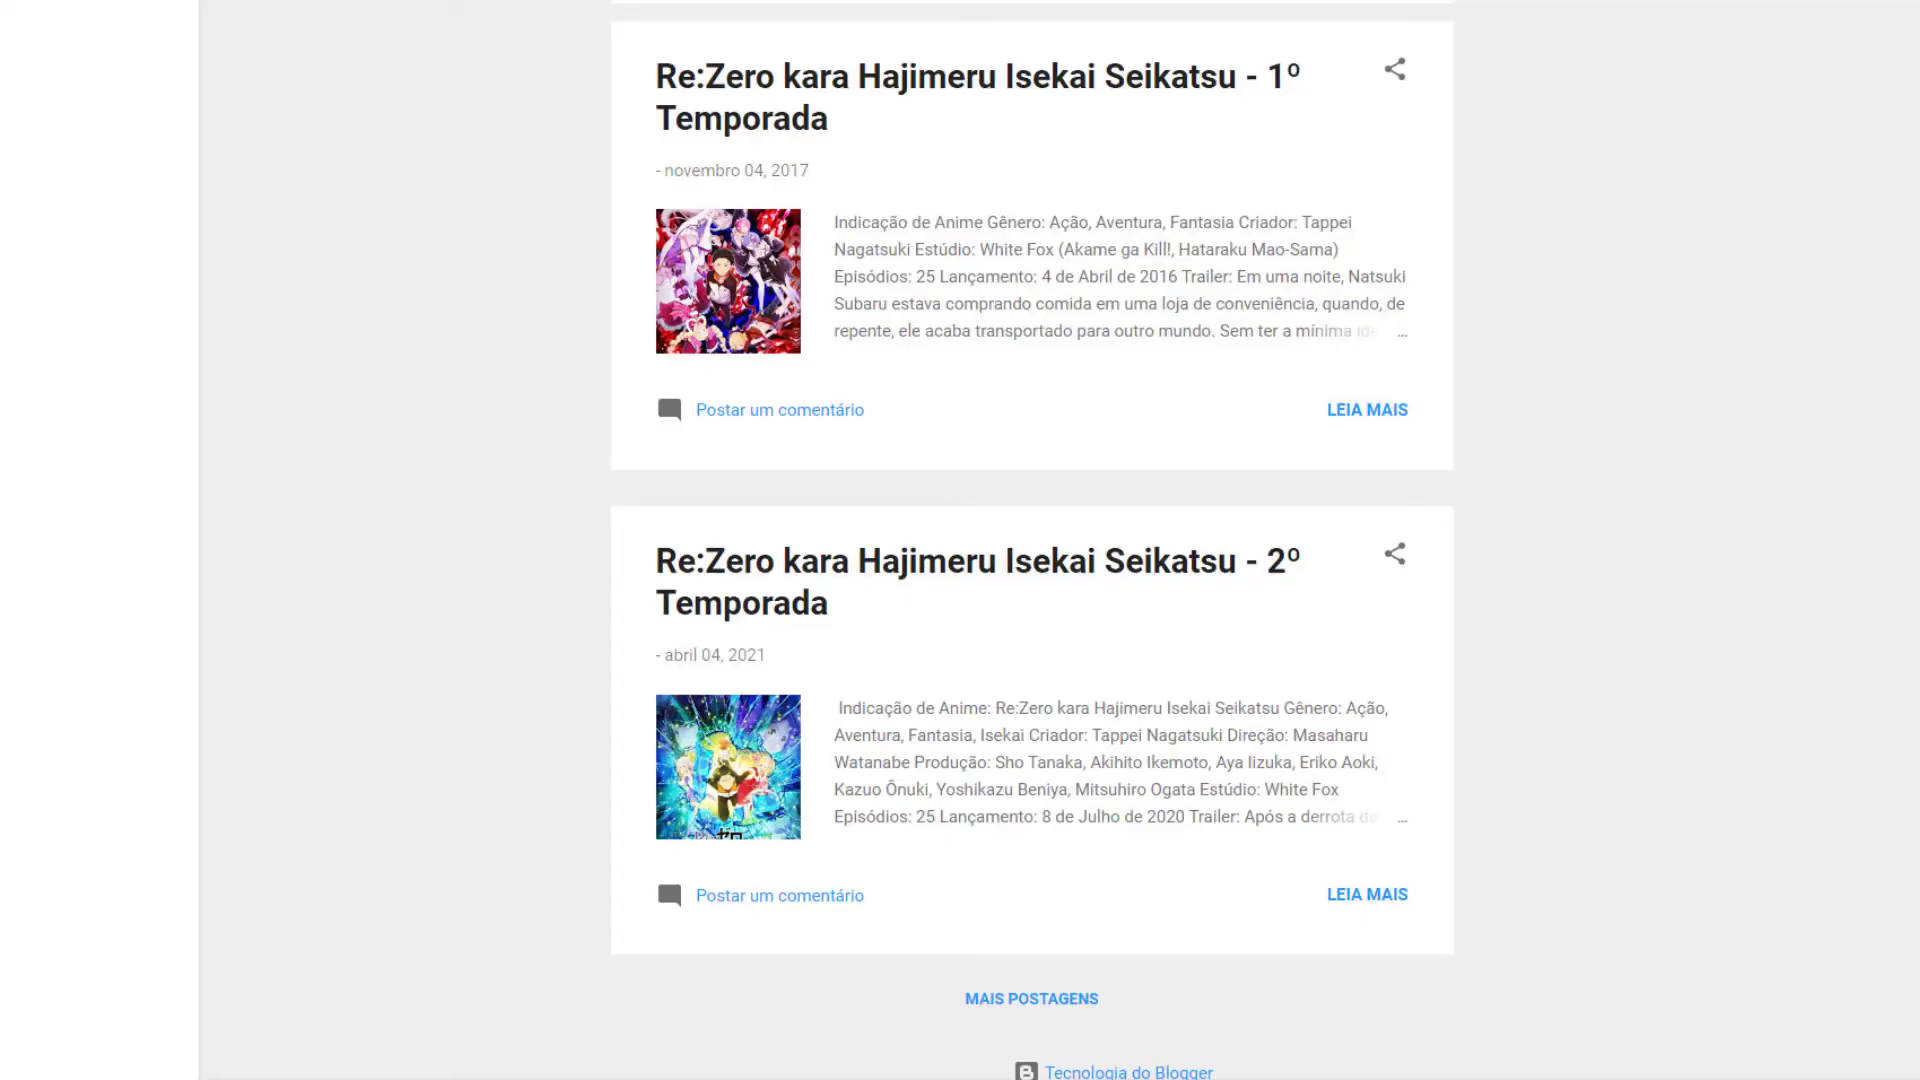 Re:Zero kara Hajimeru Isekai Seikatsu - 1º
Temporada
- novembro 04, 2017
Indicação de Anime Gênero: Ação, Aventura, Fantasia Criador: Tappei
Nagatsuki Estúdio: White Fox (Akame ga Kill!, Hataraku Mao-Sama)
Episódios: 25 Lançamento: 4 de Abril de 2016 Trailer: Em uma noite, Natsuki
Subaru estava comprando comida em uma loja de conveniência, quando, de
repente, ele acaba transportado para outro mundo. Sem ter a mínima ...
Postar um comentário
LEIA MAIS
Re:Zero kara Hajimeru Isekai Seikatsu - 2º
Temporada
- abril 04, 2021
Indicação de Anime: Re:Zero kara Hajimeru Isekai Seikatsu Gênero: Ação,
Aventura, Fantasia, Isekai Criador: Tappei Nagatsuki Direção: Masaharu
Watanabe Produção: Sho Tanaka, Akihito Ikemoto, Aya Iizuka, Eriko Aoki,
Kazuo Ônuki, Yoshikazu Beniya, Mitsuhiro Ogata Estúdio: White Fox
Episódios: 25 Lançamento: 8 de Julho de 2020 Trailer: Após a derrota ...
Postar um comentário
LEIA MAIS
MAIS POSTAGENS
Tecnologia do Blogger